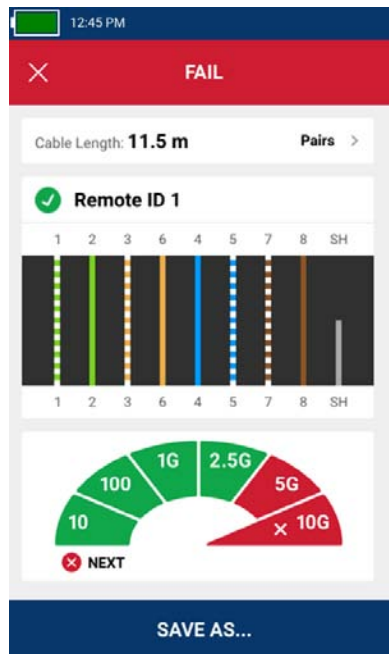 12:45 PM
FAIL
Cable Length: 11.5 m Pairs >
Remote ID 1
1 2 3 6 4 5 7 8 SH
1 2 3 6 4 5 7 8 SH
10 100 1G 2.5G 5G 10G
NEXT
SAVE AS...